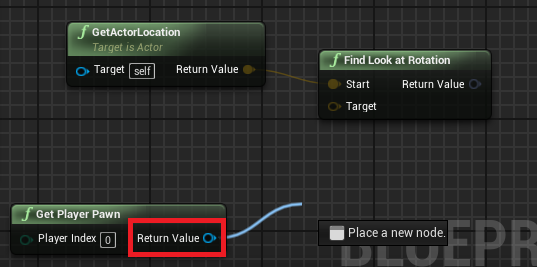 GetActorLocation
Target is Actor
Target self Return Value
Find Look at Rotation
Start Return Value
Target
Get Player Pawn
Player Index 0 Return Value
Place a new node.
BLUEPR